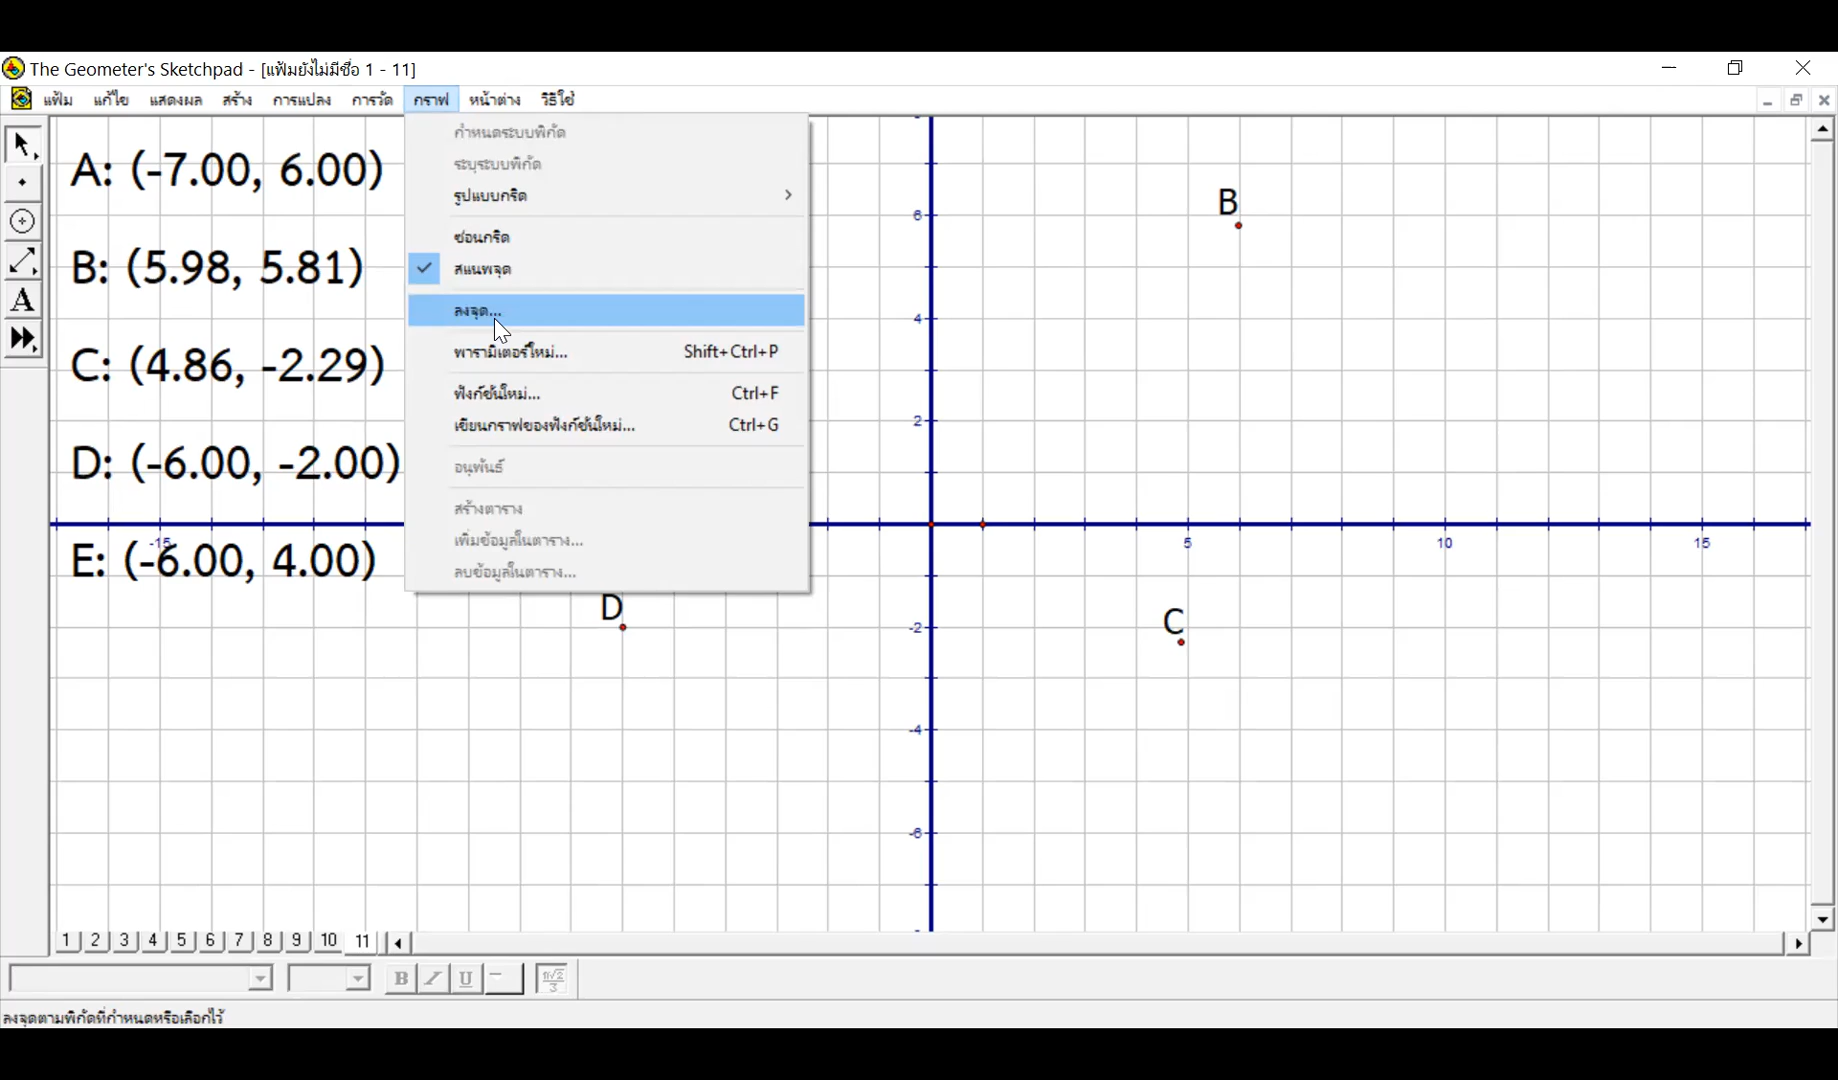 The Geometer's Sketchpad - [แฟ้มยังไม่มีชื่อ 1 - 11]
แฟ้ม แก้ไข แสดงผล สร้าง การแปลง การวัด กราฟ หน้าต่าง วิธีใช้
A: (-7.00, 6.00)
B: (5.98, 5.81)
C: (4.86, -2.29)
D: (-6.00, -2.00)
E: (-6.00, 4.00)
กำหนดระบบพิกัด
ระบุระบบพิกัด
รูปแบบกริด
ซ่อนกริด
สแนพจุด
ลงจุด...
พารามิเตอร์ใหม่... Shift+Ctrl+P
ฟังก์ชันใหม่... Ctrl+F
เขียนกราฟของฟังก์ชันใหม่... Ctrl+G
อนุพันธ์
สร้างตาราง
เพิ่มข้อมูลในตาราง...
ลบข้อมูลในตาราง...
B
6
4
2
-15 5 10 15
D
C
-2
-4
-6
A
1 2 3 4 5 6 7 8 9 10 11
B I U
ลงจุดตามพิกัดที่กำหนดหรือเลือกไว้